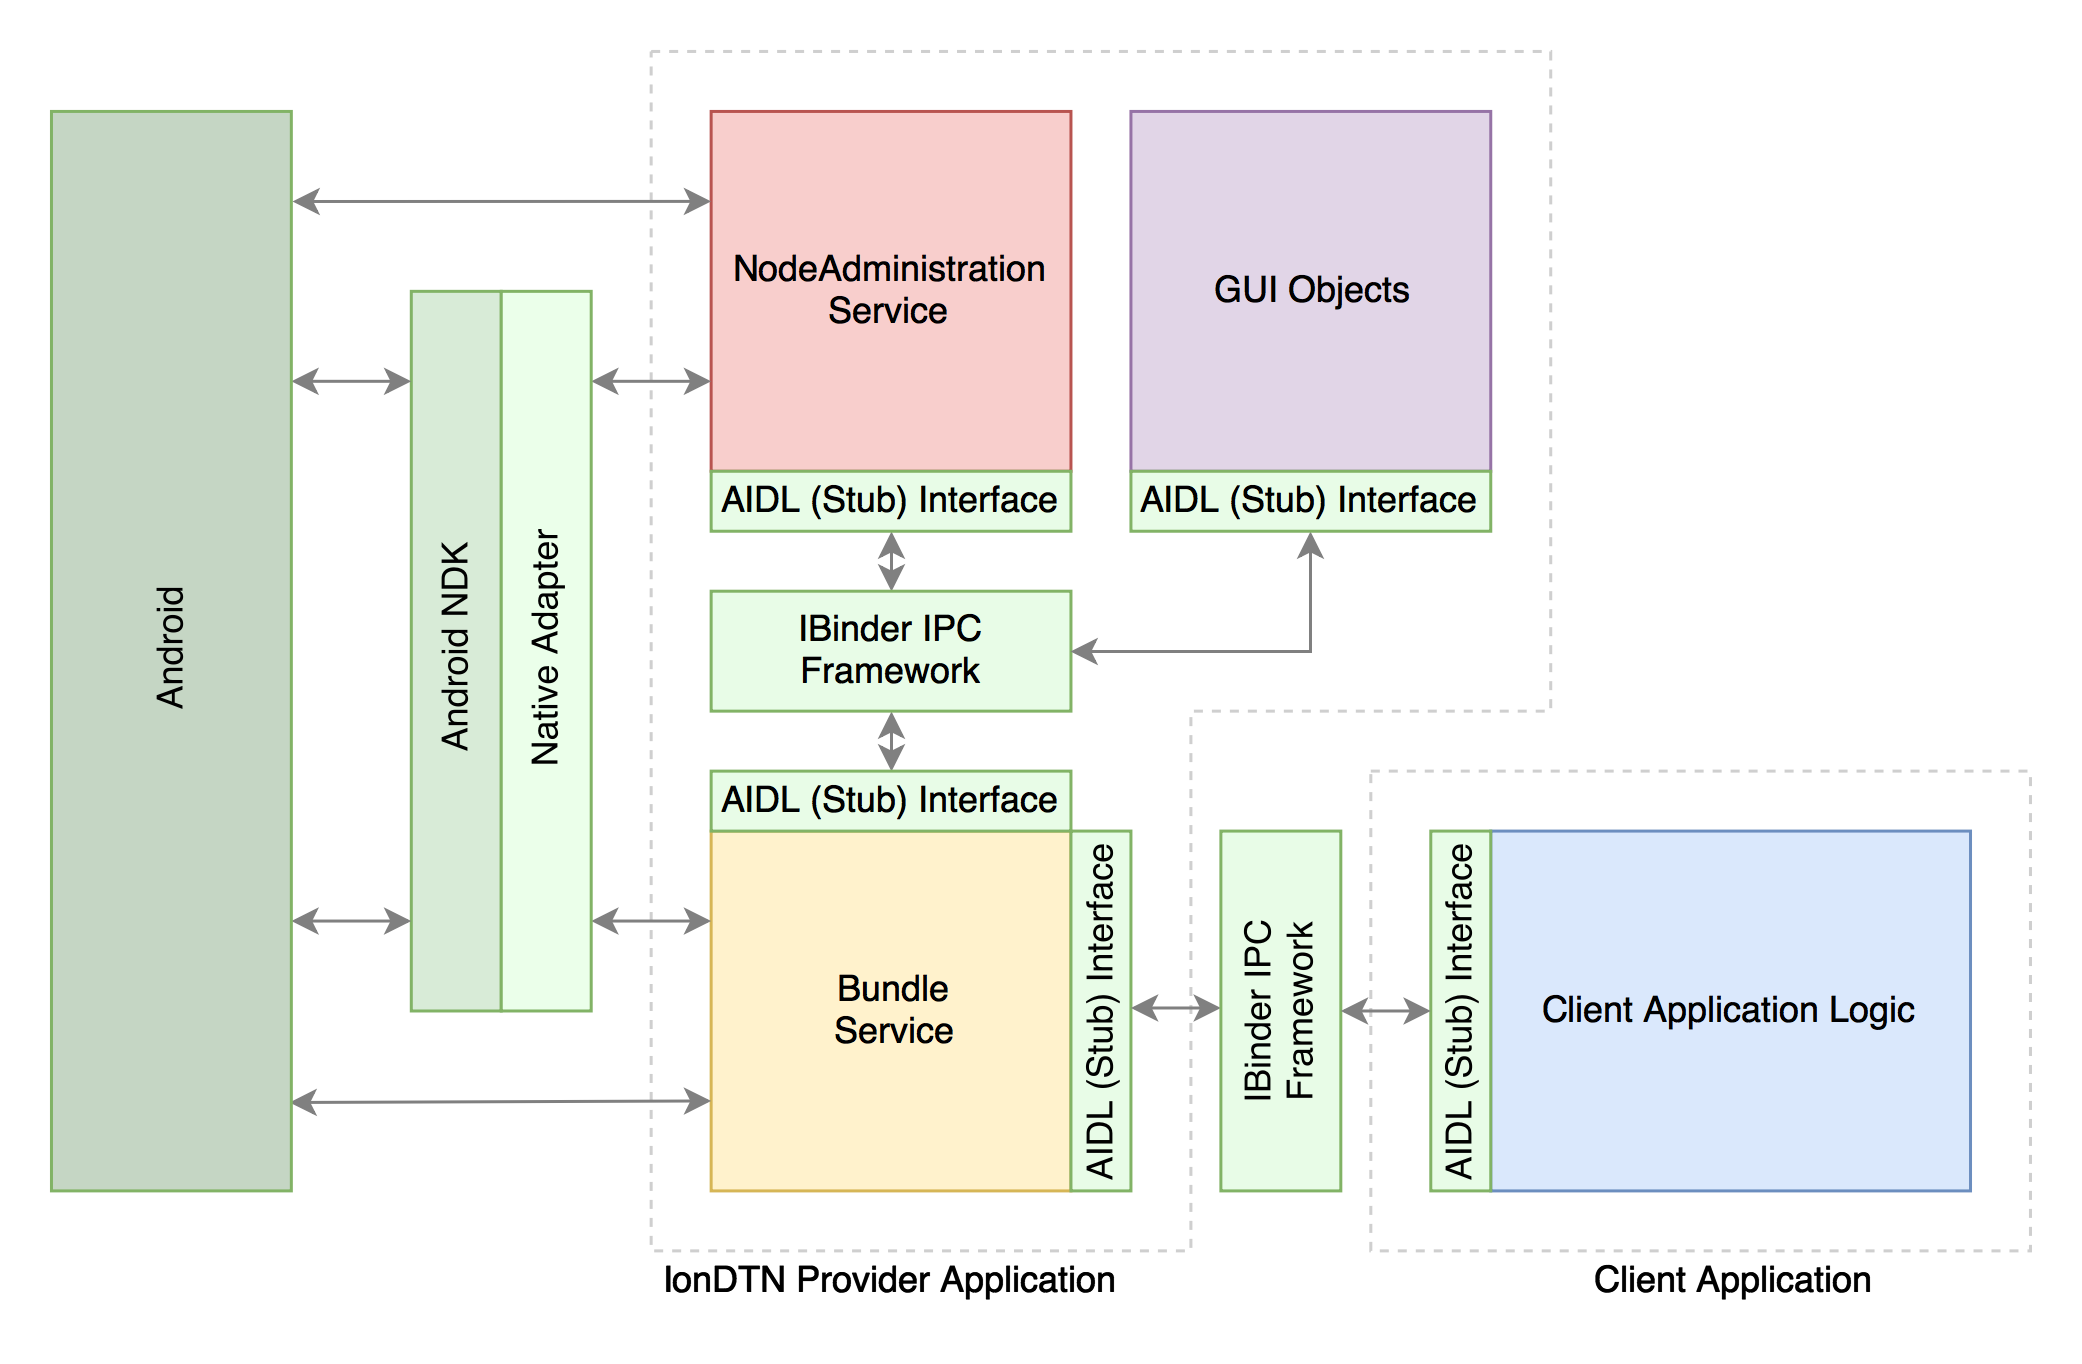 Android
Android NDK
Native Adapter
NodeAdministration
Service
AIDL (Stub) Interface
GUI Objects
AIDL (Stub) Interface
IBinder IPC
Framework
AIDL (Stub) Interface
Bundle
Service
AIDL (Stub) Interface
IBinder IPC
Framework
AIDL (Stub) Interface
Client Application Logic
IonDTN Provider Application
Client Application